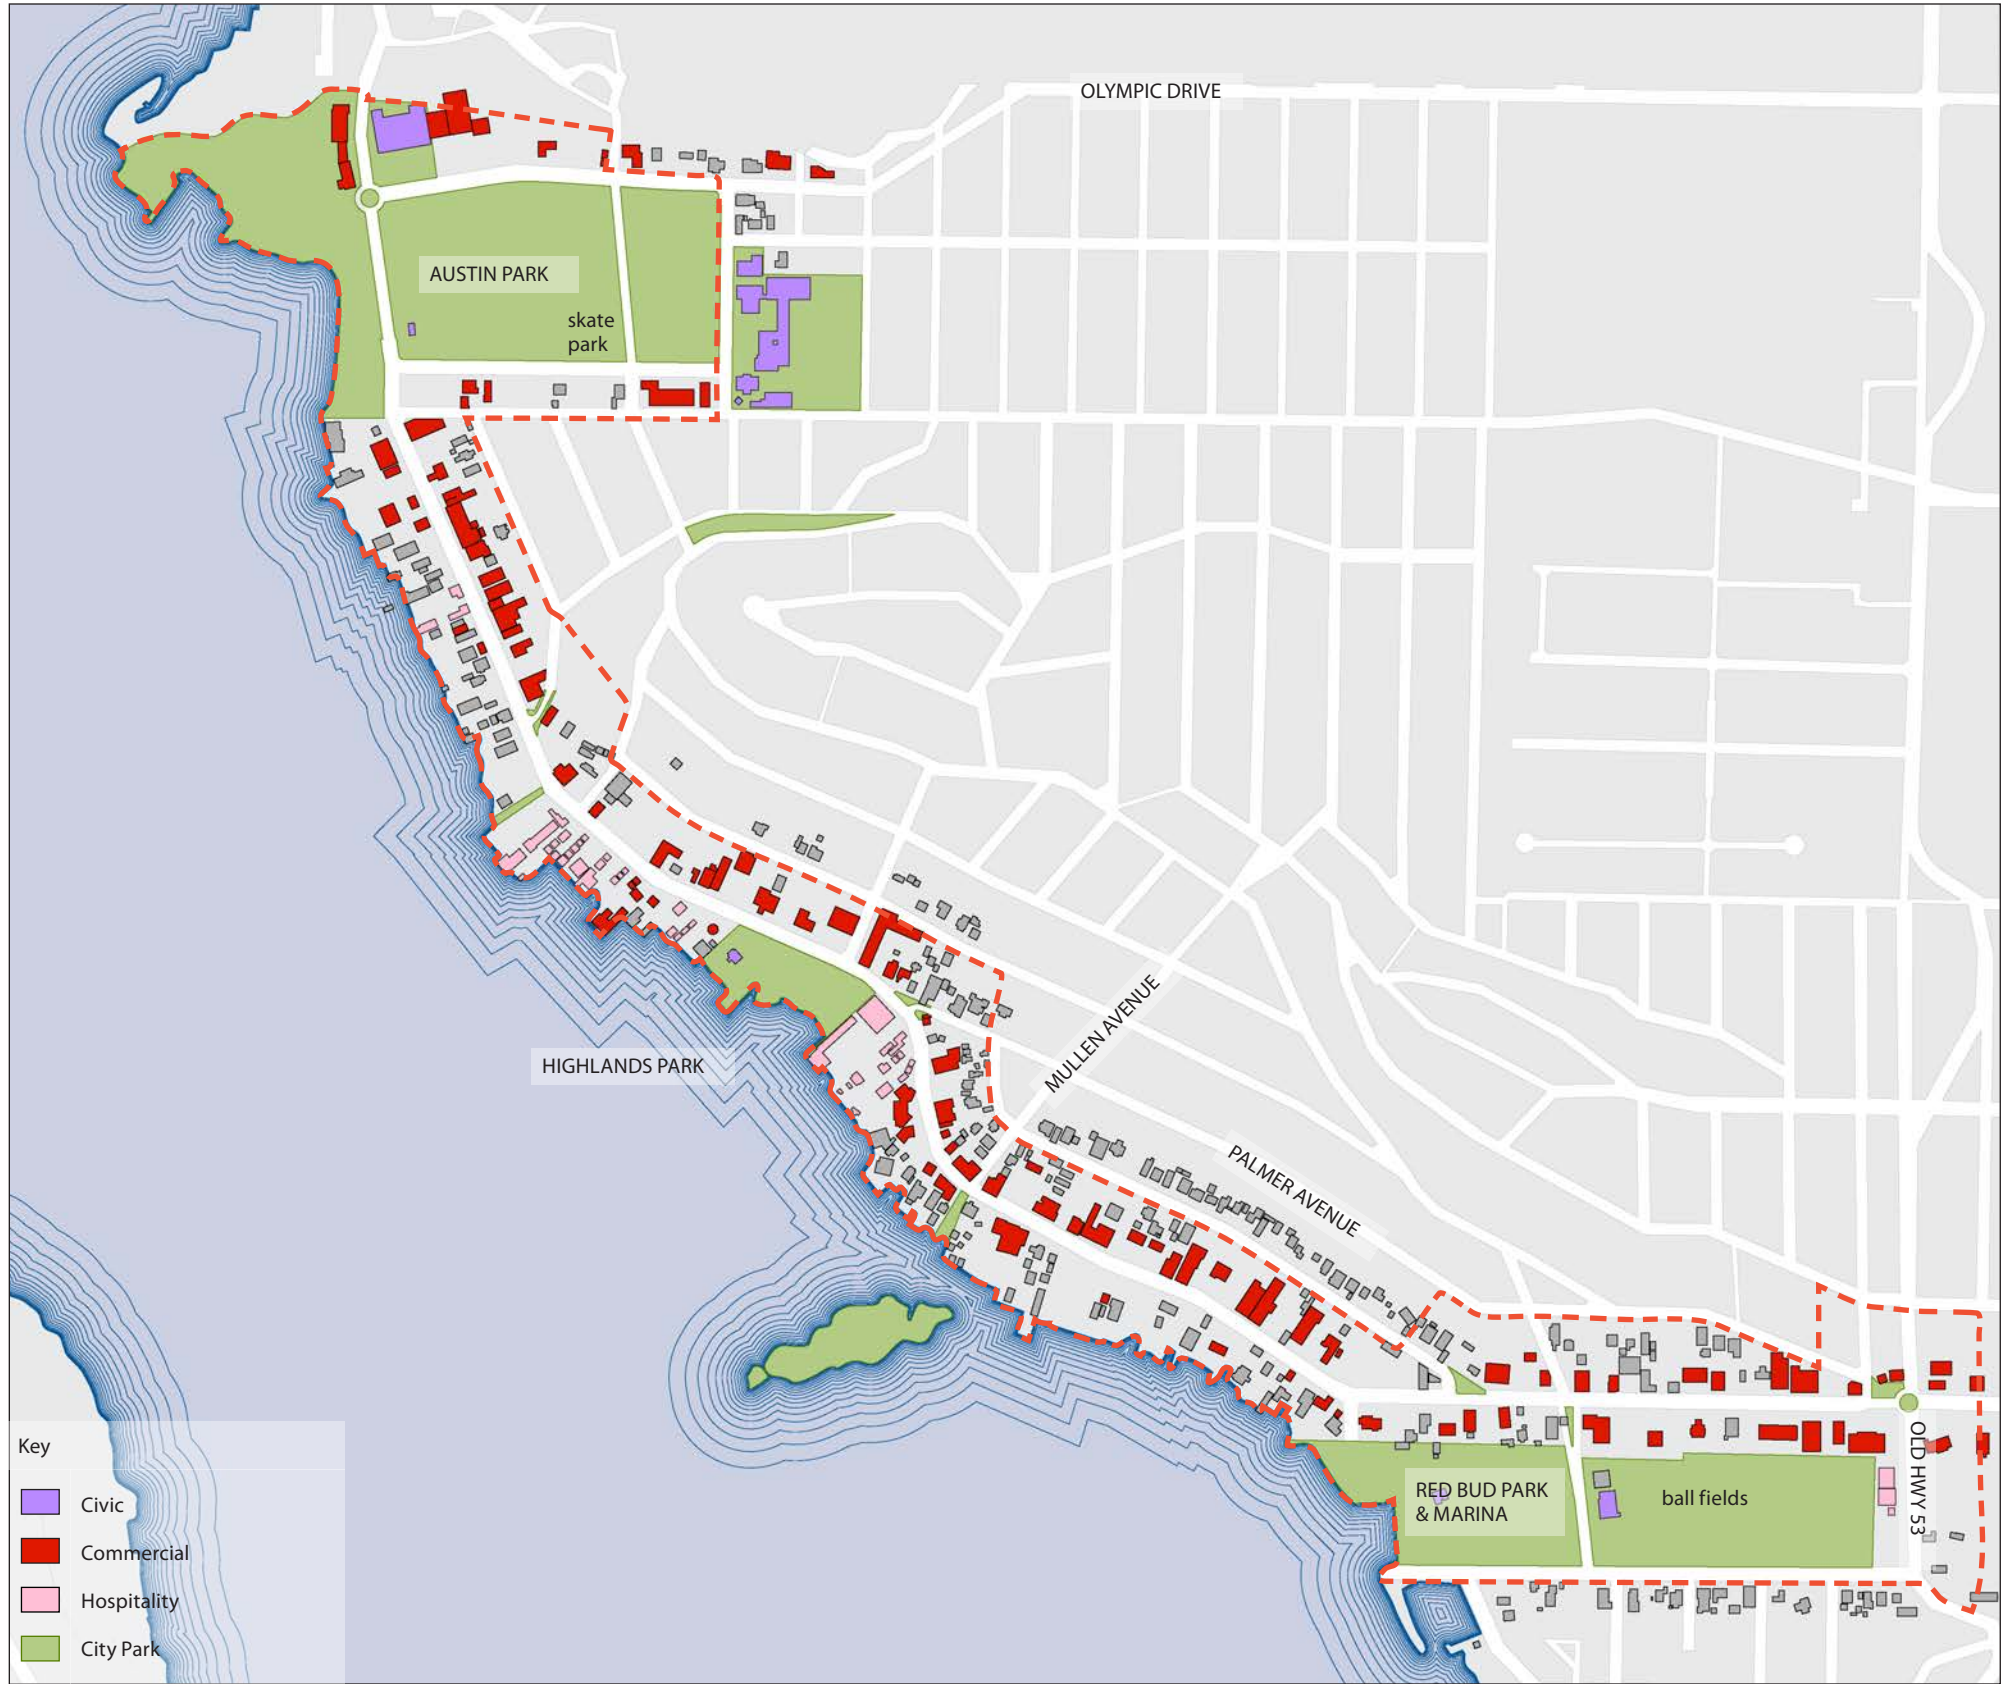 OLYMPIC DRIVE
AUSTIN PARK
skate
park
HIGHLANDS PARK
MULLEN AVENUE
PALMER AVENUE
RED BUD PARK
& MARINA
ball fields
OLD HWY 53
Key
Civic
Commercial
Hospitality
City Park